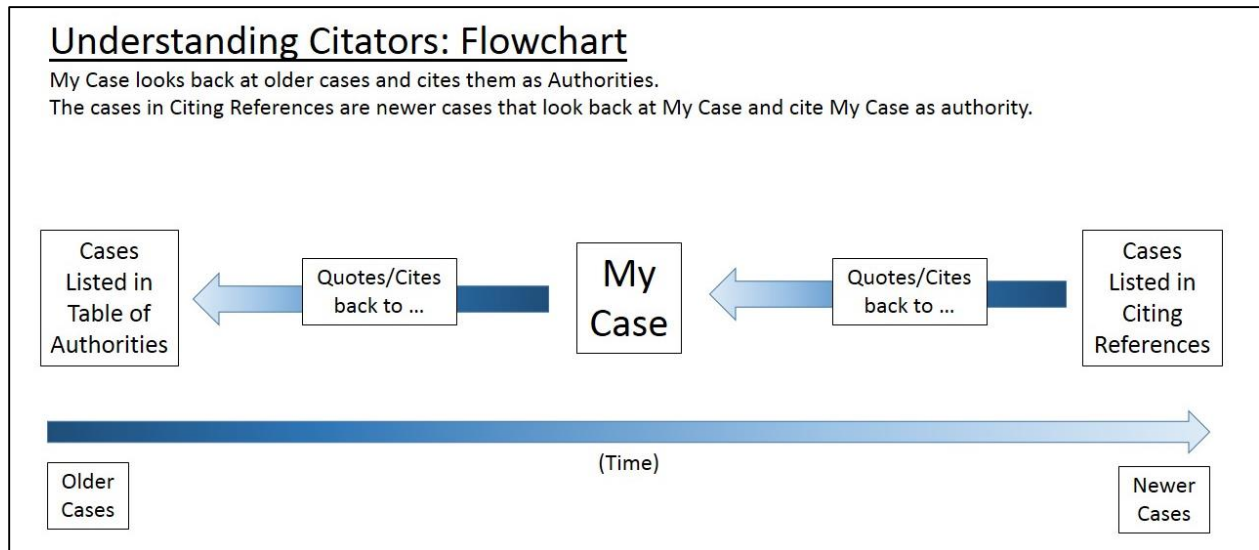 Understanding Citators: Flowchart
My Case looks back at older cases and cites them as Authorities.
The cases in Citing References are newer cases that look back at My Case and cite My Case as authority.
Cases
Listed in
Table of
Authorities
Quotes/Cites
back to ...
My
Case
Quotes/Cites
back to ...
Cases
Listed in
Citing
References
(Time)
Older
Cases
Newer
Cases